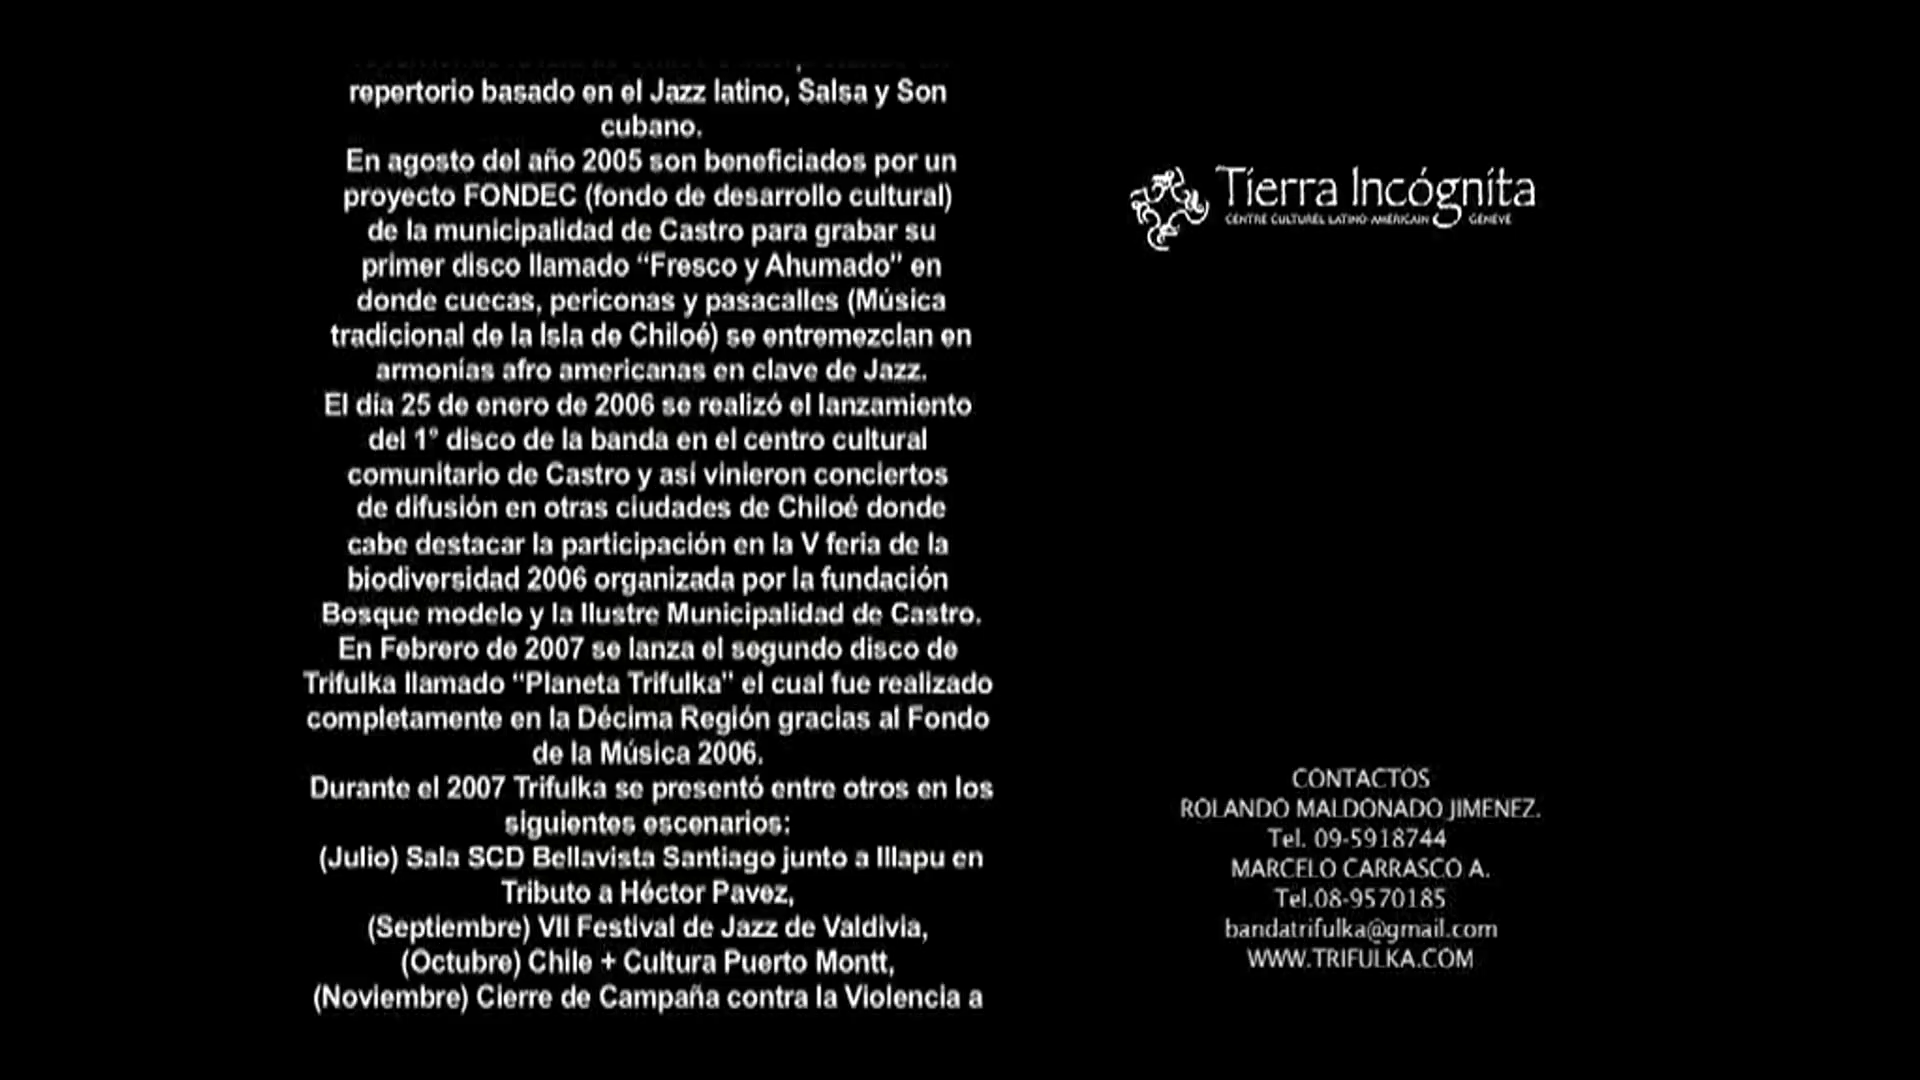 repertorio basado en el Jazz latino, Salsa y Son
cubano.
En agosto del año 2005 son beneficiados por un
proyecto FONDEC (fondo de desarrollo cultural)
de la municipalidad de Castro para grabar su
primer disco llamado “Fresco y Ahumado” en
donde cuecas, periconas y pasacalles (Música
tradicional de la Isla de Chiloé) se entremezclan en
armonías afro americanas en clave de Jazz.
El día 25 de enero de 2006 se realizó el lanzamiento
del 1° disco de la banda en el centro cultural
comunitario de Castro y así vinieron conciertos
de difusión en otras ciudades de Chiloé donde
cabe destacar la participación en la V feria de la
biodiversidad 2006 organizada por la fundación
Bosque modelo y la Ilustre Municipalidad de Castro.
En Febrero de 2007 se lanza el segundo disco de
Trifulka llamado “Planeta Trifulka” el cual fue realizado
completamente en la Décima Región gracias al Fondo
de la Música 2006.
Durante el 2007 Trifulka se presentó entre otros en los
siguientes escenarios:
(Julio) Sala SCD Bellavista Santiago junto a Illapu en
Tributo a Héctor Pavez,
(Septiembre) VII Festival de Jazz de Valdivia,
(Octubre) Chile + Cultura Puerto Montt,
(Noviembre) Cierre de Campaña contra la Violencia a
Tierra Incógnita
CENTRE CULTUREL LATINO-AMERICAIN GENEVE
CONTACTOS
ROLANDO MALDONADO JIMENEZ.
Tel. 09-5918744
MARCELO CARRASCO A.
Tel.08-9570185
bandatrifulka@gmail.com
WWW.TRIFULKA.COM